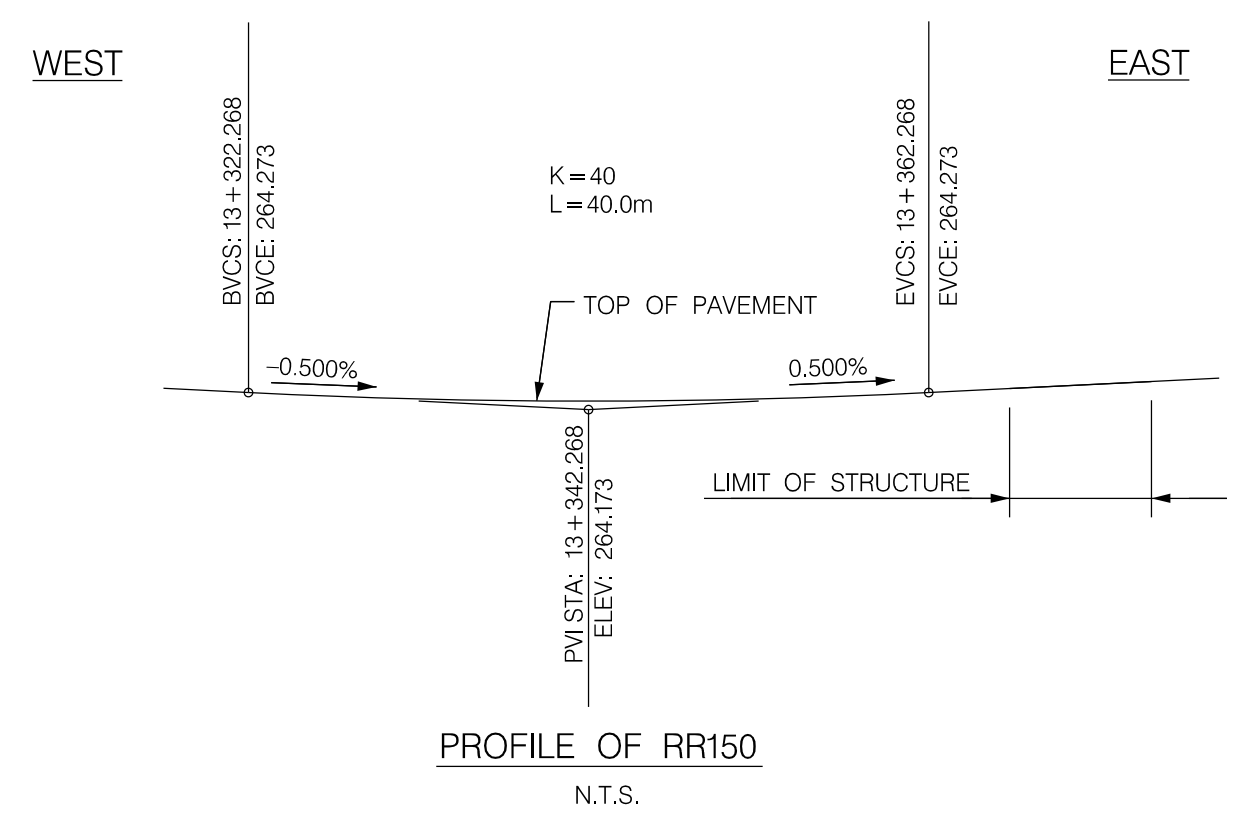 WEST
EAST
BVCS: 13+322.268
BVCE: 264.273
K=40
L=40.0m
EVCS: 13+362.268
EVCE: 264.273
TOP OF PAVEMENT
-0.500%
0.500%
LIMIT OF STRUCTURE
PVI STA: 13+342.268
ELEV: 264.173
PROFILE OF RR150
N.T.S.